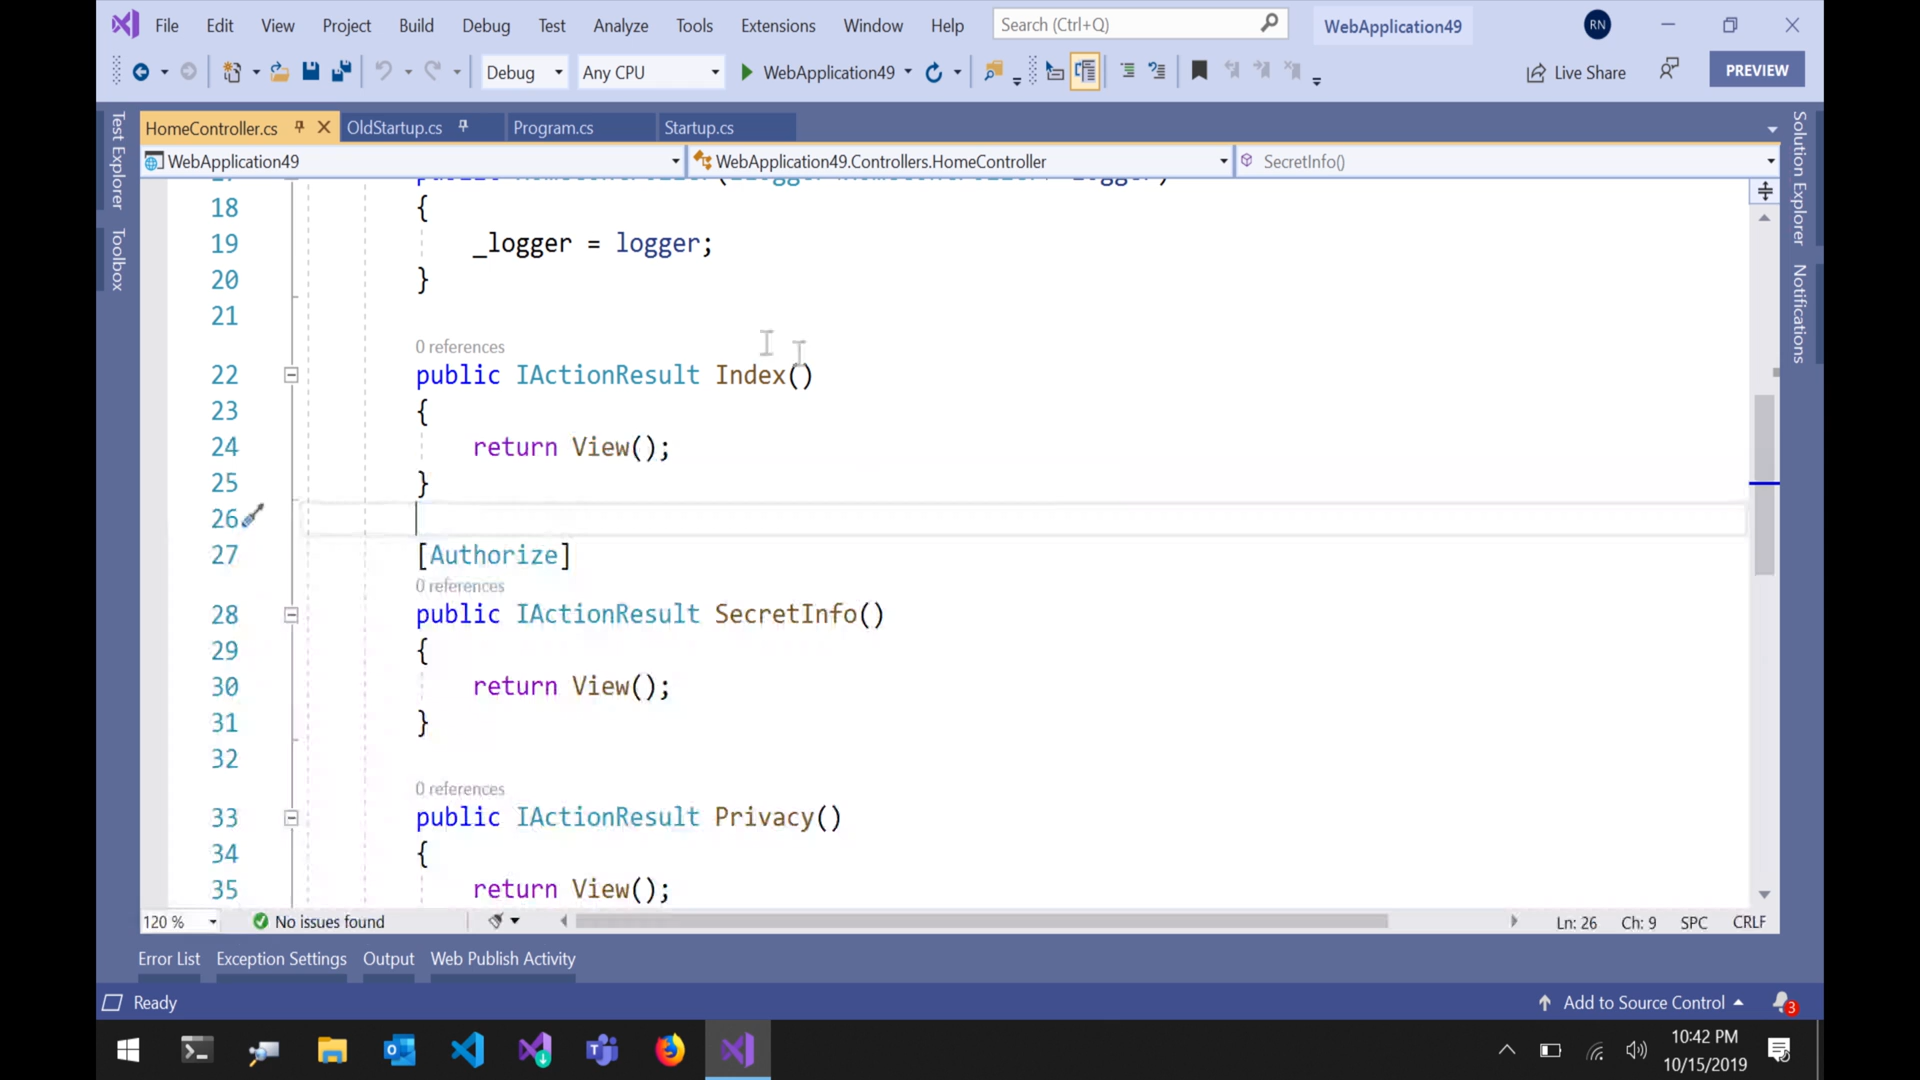 File Edit View Project Build Debug Test Analyze Tools Extensions Window Help Search (Ctrl+Q) WebApplication49 RN
Debug Any CPU WebApplication49 Live Share PREVIEW
HomeController.cs OldStartup.cs Program.cs Startup.cs
WebApplication49 WebApplication49.Controllers.HomeController SecretInfo()
Test Explorer
Toolbox
Solution Explorer
Notifications
18 {
19 _logger = logger;
20 }
21
0 references
22 public IActionResult Index()
23 {
24 return View();
25 }
26
27 [Authorize]
0 references
28 public IActionResult SecretInfo()
29 {
30 return View();
31 }
32
0 references
33 public IActionResult Privacy()
34 {
35 return View();
120 % No issues found Ln: 26 Ch: 9 SPC CRLF
Error List Exception Settings Output Web Publish Activity
Ready Add to Source Control 3
10:42 PM
10/15/2019